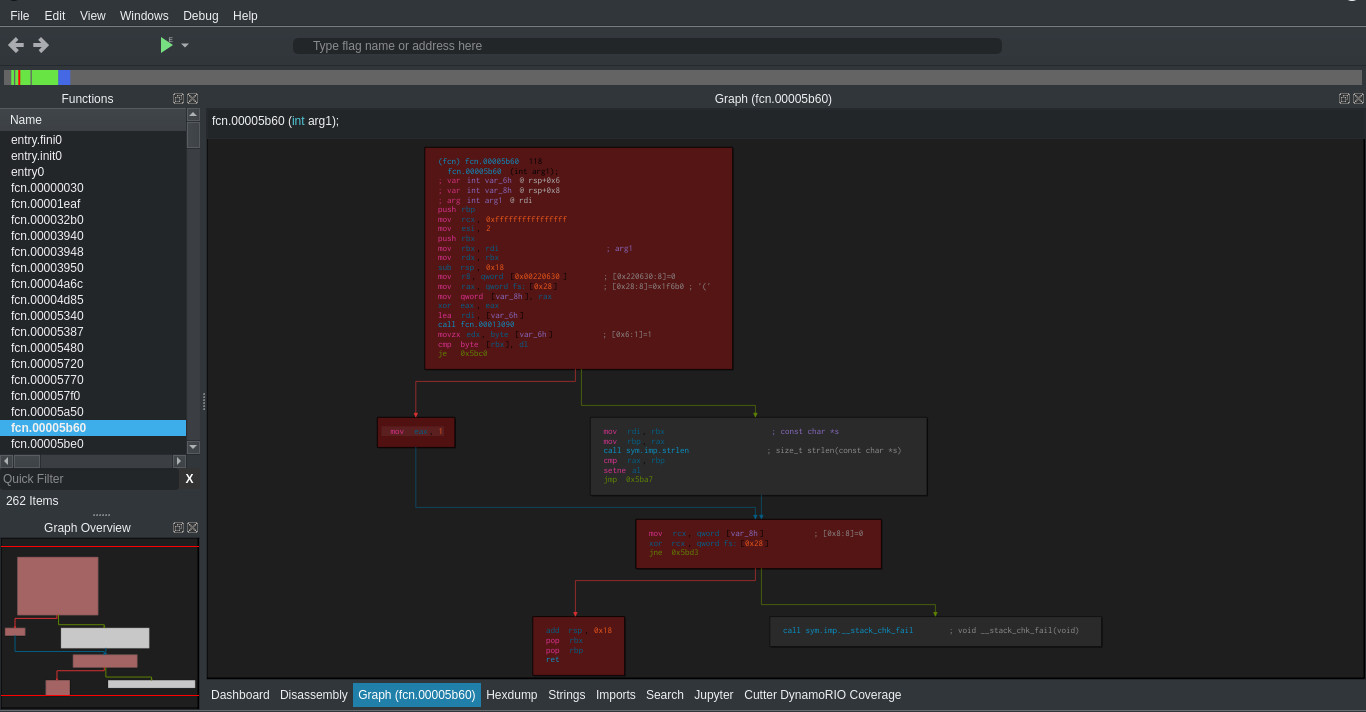 File Edit View Windows Debug Help
E
Type flag name or address here
Functions
Name
entry.fini0
entry.init0
entry0
fcn.00000030
fcn.00001eaf
fcn.000032b0
fcn.00003940
fcn.00003948
fcn.00003950
fcn.00004a6c
fcn.00004d85
fcn.00005340
fcn.00005387
fcn.00005480
fcn.00005720
fcn.00005770
fcn.000057f0
fcn.00005a50
fcn.00005b60
fcn.00005be0
Quick Filter X
262 Items
Graph Overview
Graph (fcn.00005b60)
fcn.00005b60 (int arg1);
(fcn) fcn.00005b60 118
fcn.00005b60 (int arg1);
; var int var_6h @ rsp+0x6
; var int var_8h @ rsp+0x8
; arg int arg1 @ rdi
push rbp
mov rcx, 0xffffffffffffffff
mov esi, 2
push rbx
mov rbx, rdi ; arg1
mov rdx, rbx
sub rsp, 0x18
mov r8, qword [0x00220630] ; [0x220630:8]=0
mov rax, qword fs:[0x28] ; [0x28:8]=0x1f6b0 ; '('
mov qword [var_8h], rax
xor eax, eax
lea rdi, [var_6h]
call fcn.00013090
movzx edx, byte [var_6h] ; [0x6:1]=1
cmp byte [rbx], dl
je 0x5bc0
mov eax, 1
mov rdi, rbx ; const char *s
mov rbp, rax
call sym.imp.strlen ; size_t strlen(const char *s)
cmp rax, rbp
setne al
jmp 0x5ba7
mov rcx, qword [var_8h] ; [0x8:8]=0
xor rcx, qword fs:[0x28]
jne 0x5bd3
add rsp, 0x18
pop rbx
pop rbp
ret
call sym.imp.__stack_chk_fail ; void __stack_chk_fail(void)
Dashboard Disassembly Graph (fcn.00005b60) Hexdump Strings Imports Search Jupyter Cutter DynamoRIO Coverage